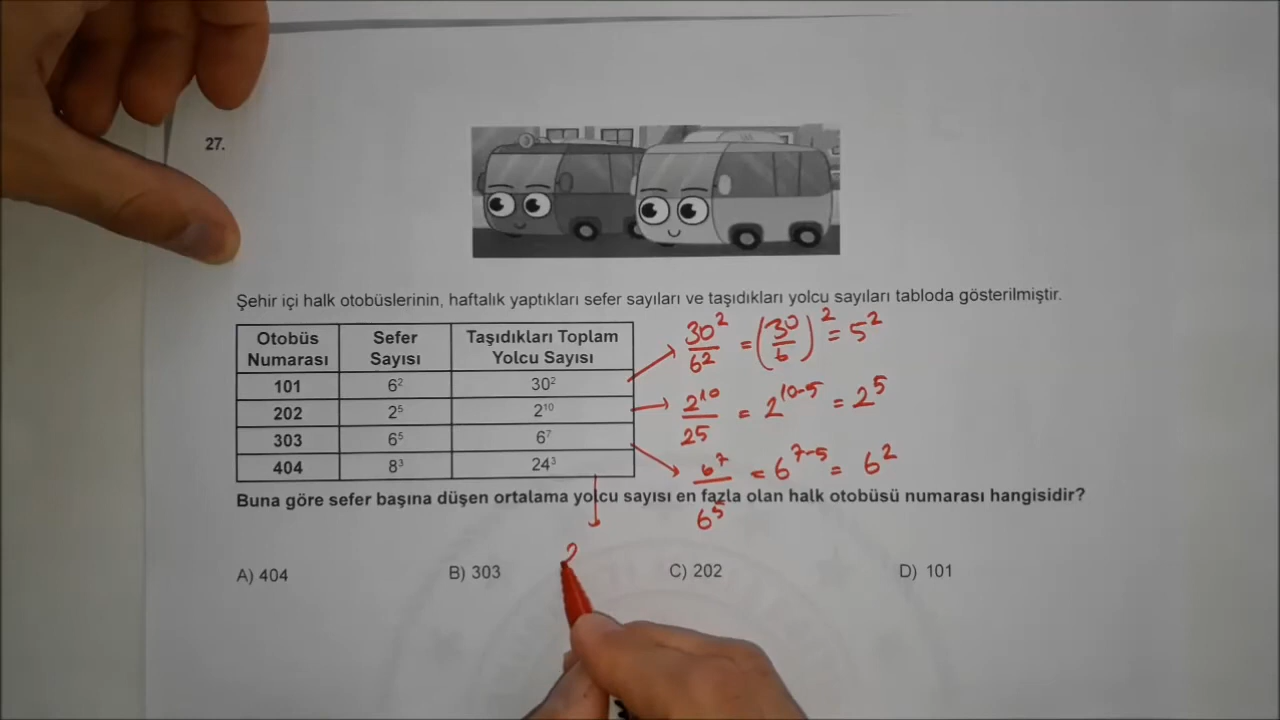 27.
Şehir içi halk otobüslerinin, haftalık yaptıkları sefer sayıları ve taşıdıkları yolcu sayıları tabloda gösterilmiştir.
Otobüs Numarası Sefer Sayısı Taşıdıkları Toplam Yolcu Sayısı
101 6² 30²
202 2⁵ 2¹⁰
303 6⁵ 6⁷
404 8³ 24³
30²/6² = (30/6)² = 5²
2¹⁰/25 = 2¹⁰⁻⁵ = 2⁵
6⁷/6⁵ = 6⁷⁻⁵ = 6²
Buna göre sefer başına düşen ortalama yolcu sayısı en fazla olan halk otobüsü numarası hangisidir?
2
A) 404 B) 303 C) 202 D) 101